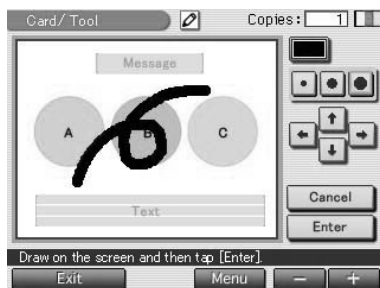 Card/Tool Copies: 1
Message
A B C
Text
Cancel
Enter
Draw on the screen and then tap [Enter].
Exit Menu − +